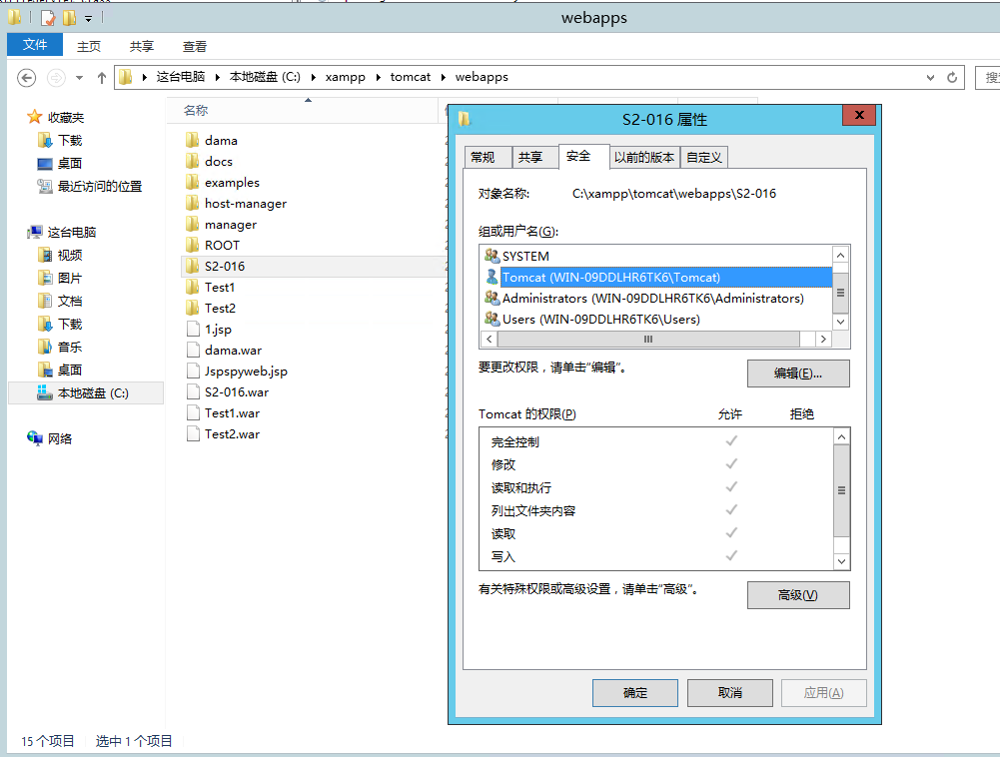 webapps
文件 主页 共享 查看
这台电脑 本地磁盘 (C:) xampp tomcat webapps
收藏夹
下载
桌面
最近访问的位置
这台电脑
视频
图片
文档
下载
音乐
桌面
本地磁盘 (C:)
网络
名称
dama
docs
examples
host-manager
manager
ROOT
S2-016
Test1
Test2
1.jsp
dama.war
Jspspyweb.jsp
S2-016.war
Test1.war
Test2.war
S2-016 属性
常规 共享 安全 以前的版本 自定义
对象名称: C:\xampp\tomcat\webapps\S2-016
组或用户名(G):
SYSTEM
Tomcat (WIN-09DDLHR6TK6\Tomcat)
Administrators (WIN-09DDLHR6TK6\Administrators)
Users (WIN-09DDLHR6TK6\Users)
要更改权限，请单击“编辑”。
编辑(E)...
Tomcat 的权限(P) 允许 拒绝
完全控制
修改
读取和执行
列出文件夹内容
读取
写入
有关特殊权限或高级设置，请单击“高级”。
高级(V)
确定 取消 应用(A)
15 个项目 选中 1 个项目